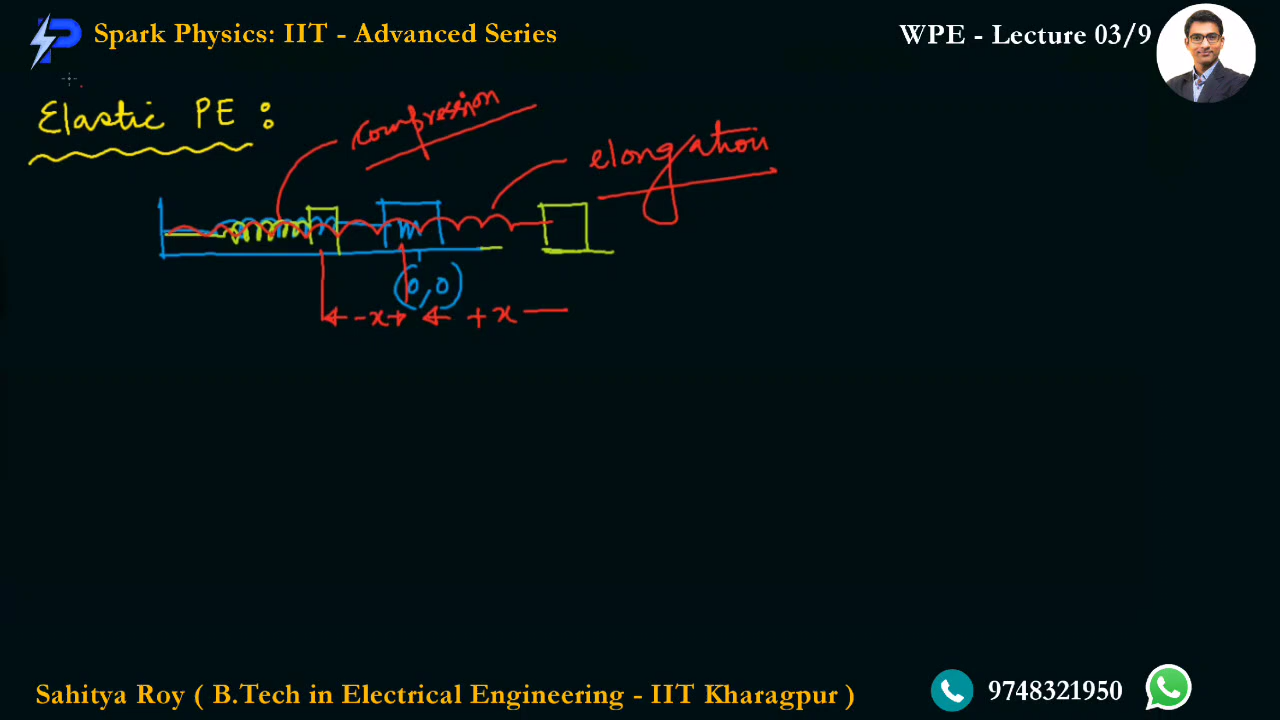 Spark Physics: IIT - Advanced Series
WPE - Lecture 03/9
Elastic PE :
compression
elongation
m
(0,0)
-x
+x
Sahitya Roy ( B.Tech in Electrical Engineering - IIT Kharagpur )
9748321950